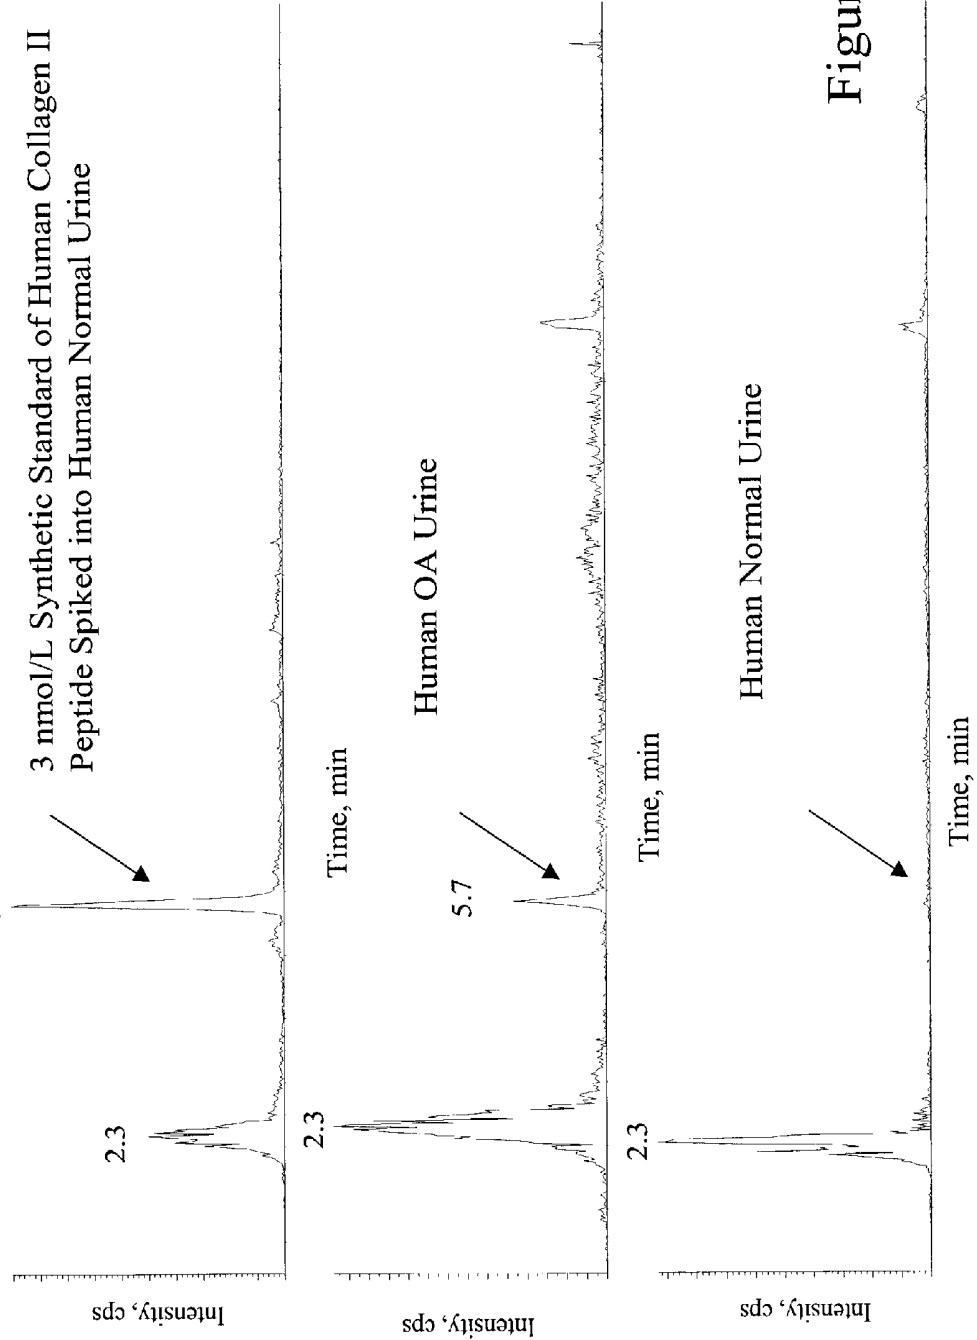 3 nmol/L Synthetic Standard of Human Collagen II
Peptide Spiked into Human Normal Urine
Intensity, cps
2.3
Time, min
Human OA Urine
Intensity, cps
2.3
5.7
Time, min
Human Normal Urine
Intensity, cps
2.3
Time, min